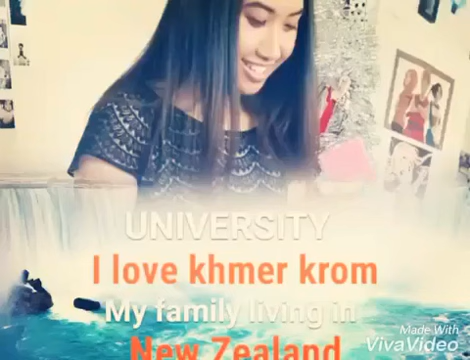 UNIVERSITY
I love khmer krom
My family living in
New Zealand
Made With
VivaVideo